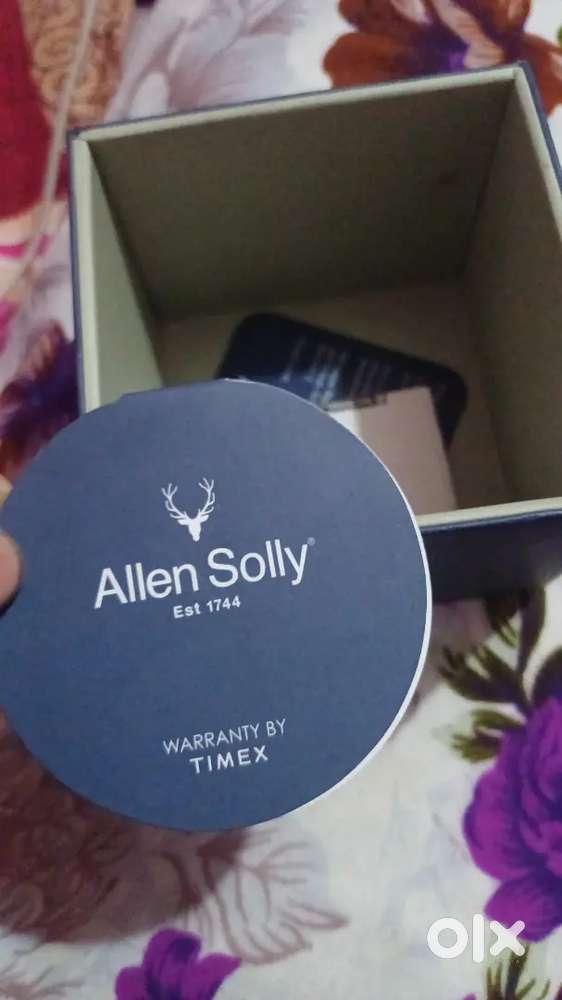 Allen Solly®
Est 1744
WARRANTY BY
TIMEX
olx